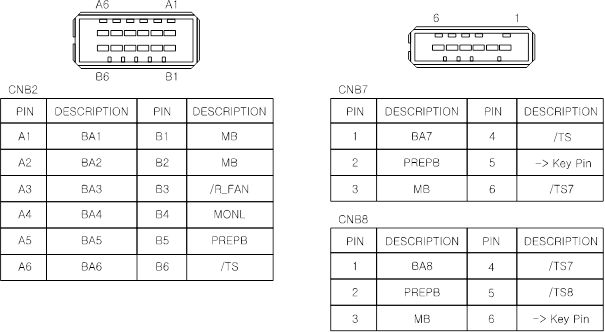 A6 A1
B6 B1
CNB2
PIN DESCRIPTION PIN DESCRIPTION
A1 BA1 B1 MB
A2 BA2 B2 MB
A3 BA3 B3 /R_FAN
A4 BA4 B4 MONL
A5 BA5 B5 PREPB
A6 BA6 B6 /TS
6 1
CNB7
PIN DESCRIPTION PIN DESCRIPTION
1 BA7 4 /TS
2 PREPB 5 -> Key Pin
3 MB 6 /TS7
CNB8
PIN DESCRIPTION PIN DESCRIPTION
1 BA8 4 /TS7
2 PREPB 5 /TS8
3 MB 6 -> Key Pin